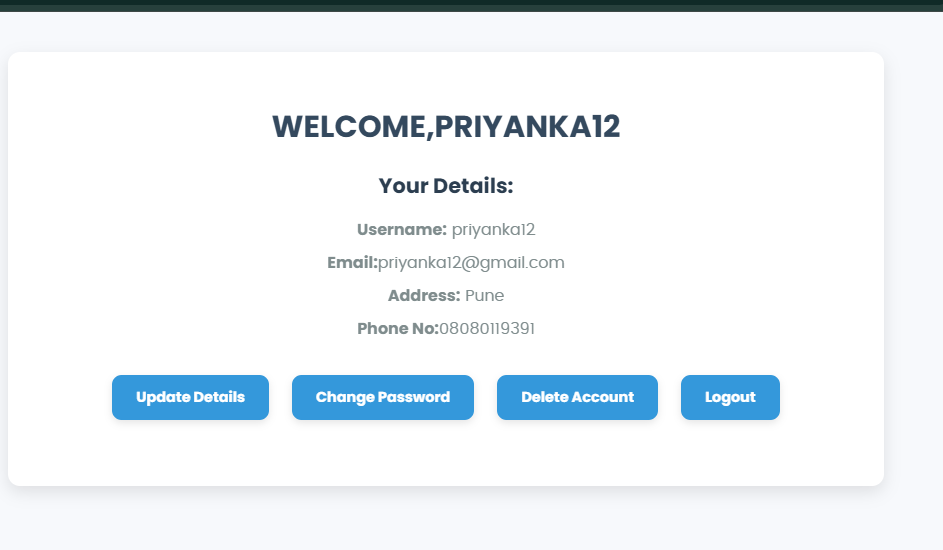 WELCOME,PRIYANKA12
Your Details:
Username: priyanka12
Email:priyanka12@gmail.com
Address: Pune
Phone No:08080119391
Update Details Change Password Delete Account Logout